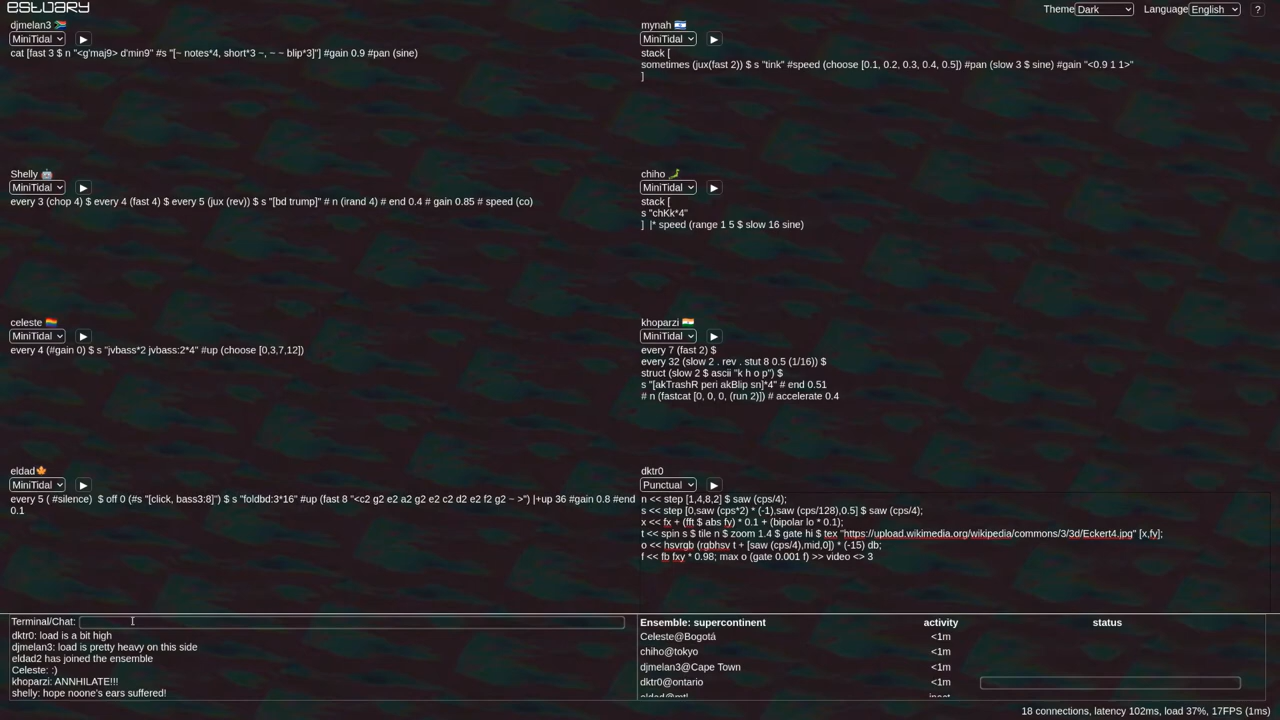 ESTUARY
Theme Dark Language English ?
djmelan3
MiniTidal
cat [fast 3 $ n "<g'maj9> d'min9" #s "[~ notes*4, short*3 ~, ~ ~ blip*3]"] #gain 0.9 #pan (sine)
mynah
MiniTidal
stack [
sometimes (jux(fast 2)) $ s "tink" #speed (choose [0.1, 0.2, 0.3, 0.4, 0.5]) #pan (slow 3 $ sine) #gain "<0.9 1 1>"
]
Shelly
MiniTidal
every 3 (chop 4) $ every 4 (fast 4) $ every 5 (jux (rev)) $ s "[bd trump]" # n (irand 4) # end 0.4 # gain 0.85 # speed (co)
chiho
MiniTidal
stack [
s "chKk*4"
] |* speed (range 1 5 $ slow 16 sine)
celeste
MiniTidal
every 4 (#gain 0) $ s "jvbass*2 jvbass:2*4" #up (choose [0,3,7,12])
khoparzi
MiniTidal
every 7 (fast 2) $
every 32 (slow 2 . rev . stut 8 0.5 (1/16)) $
struct (slow 2 $ ascii "k h o p") $
s "[akTrashR peri akBlip sn]*4" # end 0.51
# n (fastcat [0, 0, 0, (run 2)]) # accelerate 0.4
eldad
MiniTidal
every 5 ( #silence) $ off 0 (#s "[click, bass3:8]") $ s "foldbd:3*16" #up (fast 8 "<c2 g2 e2 a2 g2 e2 c2 d2 e2 f2 g2 ~ >") |+up 36 #gain 0.8 #end
0.1
dktr0
Punctual
n << step [1,4,8,2] $ saw (cps/4);
s << step [0,saw (cps*2) * (-1),saw (cps/128),0.5] $ saw (cps/4);
x << fx + (fft $ abs fy) * 0.1 + (bipolar lo * 0.1);
t << spin s $ tile n $ zoom 1.4 $ gate hi $ tex "https://upload.wikimedia.org/wikipedia/commons/3/3d/Eckert4.jpg" [x,fy];
o << hsvrgb (rgbhsv t + [saw (cps/4),mid,0]) * (-15) db;
f << fb fxy * 0.98; max o (gate 0.001 f) >> video <> 3
Terminal/Chat:
dktr0: load is a bit high
djmelan3: load is pretty heavy on this side
eldad2 has joined the ensemble
Celeste: :)
khoparzi: ANNHILATE!!!
shelly: hope noone's ears suffered!
Ensemble: supercontinent activity status
Celeste@Bogotá <1m
chiho@tokyo <1m
djmelan3@Cape Town <1m
dktr0@ontario <1m
18 connections, latency 102ms, load 37%, 17FPS (1ms)